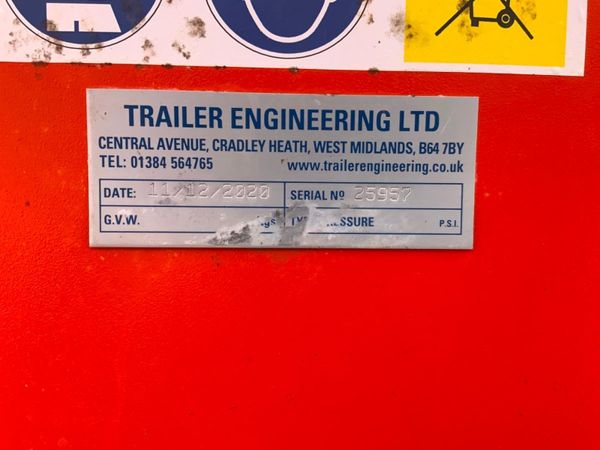 TRAILER ENGINEERING LTD
CENTRAL AVENUE, CRADLEY HEATH, WEST MIDLANDS, B64 7BY
TEL: 01384 564765 www.trailerengineering.co.uk
DATE: 11/12/2020 SERIAL Nº 25957
G.V.W. P.S.I.